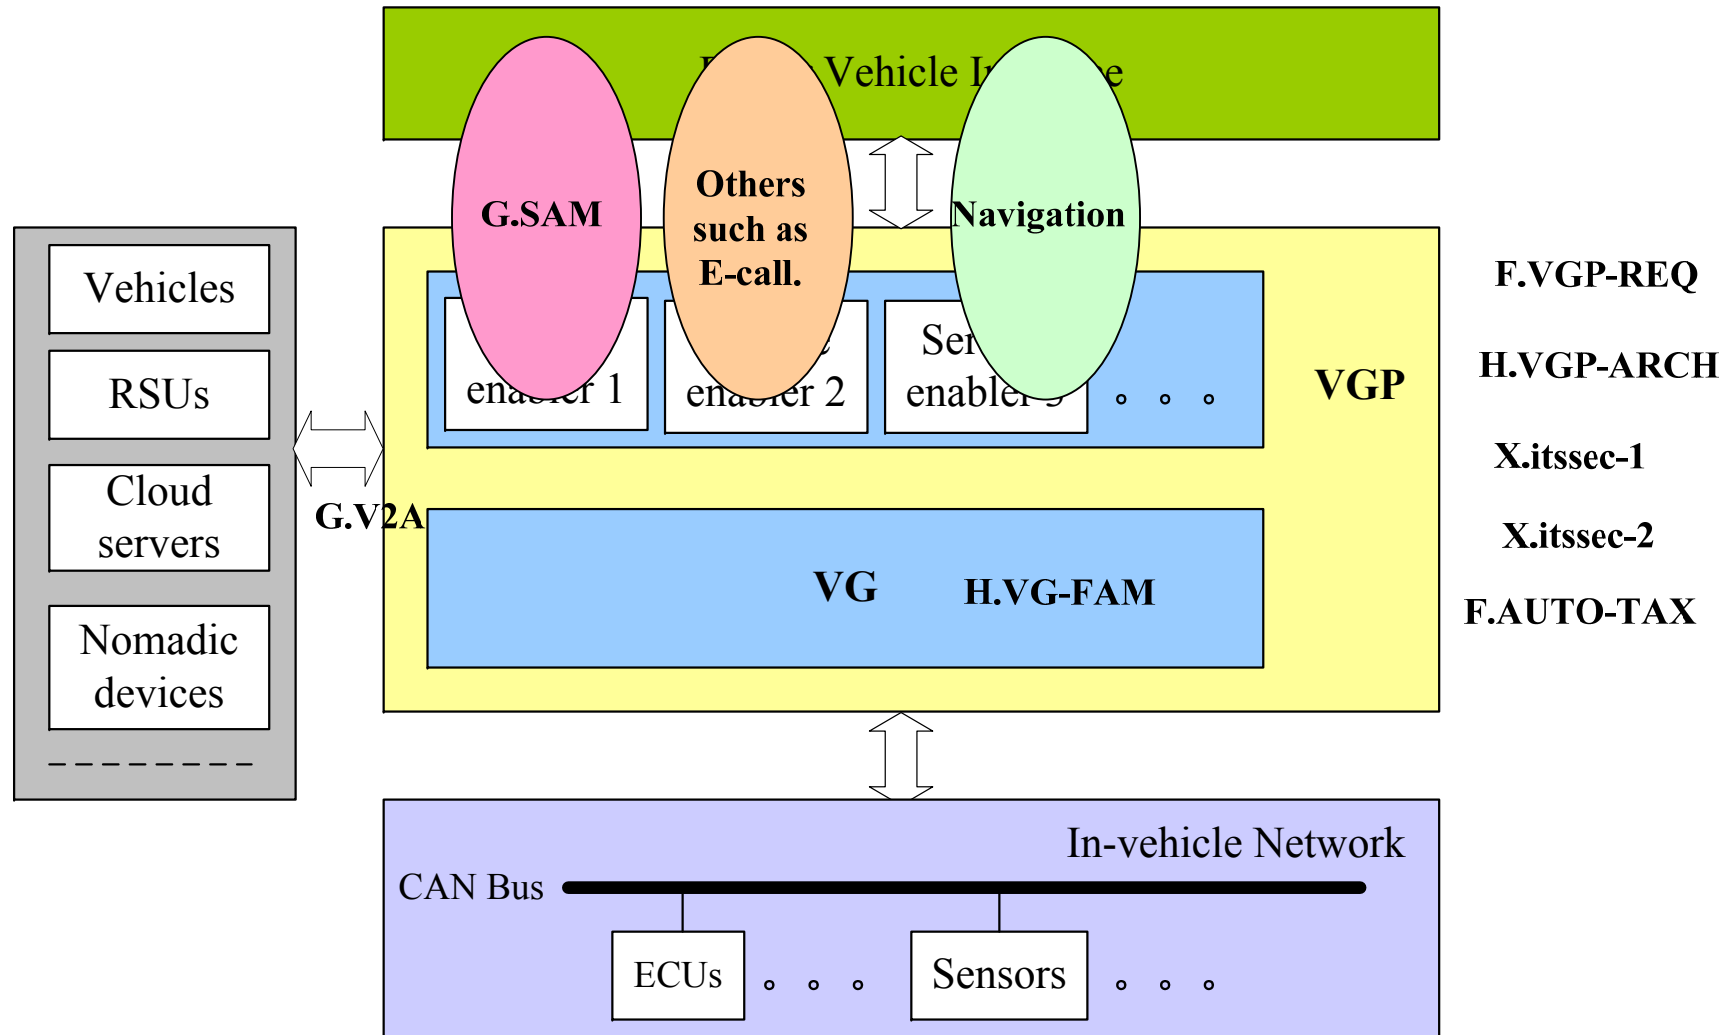 Vehicle
G.SAM
Others
such as
E-call.
Navigation
Vehicles
RSUs
Cloud
servers
Nomadic
devices
G.V2A
enabler 1
enabler 2
enabler 3
VGP
VG
H.VG-FAM
F.VGP-REQ
H.VGP-ARCH
X.itssec-1
X.itssec-2
F.AUTO-TAX
In-vehicle Network
CAN Bus
ECUs
Sensors